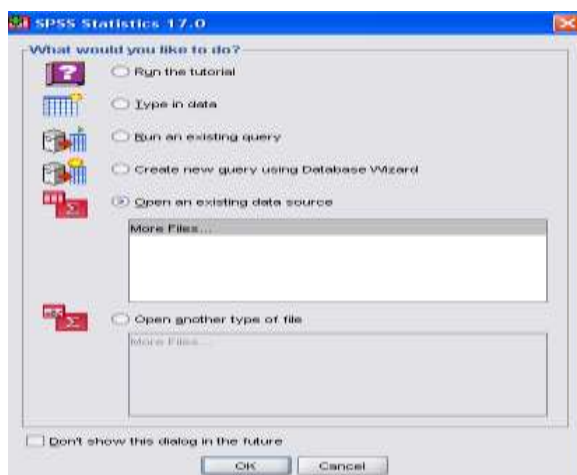 SPSS Statistics 17.0
What would you like to do?
Run the tutorial
Type in data
Run an existing query
Create new query using Database Wizard
Open an existing data source
More Files...
Open another type of file
More Files...
Don't show this dialog in the future
OK
Cancel